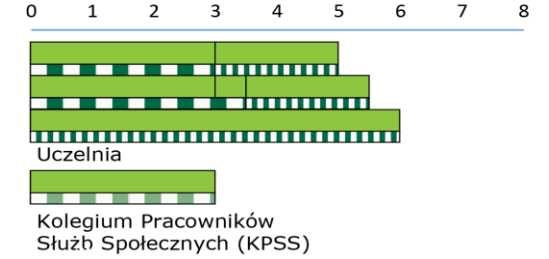 0 1 2 3 4 5 6 7 8
Uczelnia
Kolegium Pracowników
Służb Społecznych (KPSS)